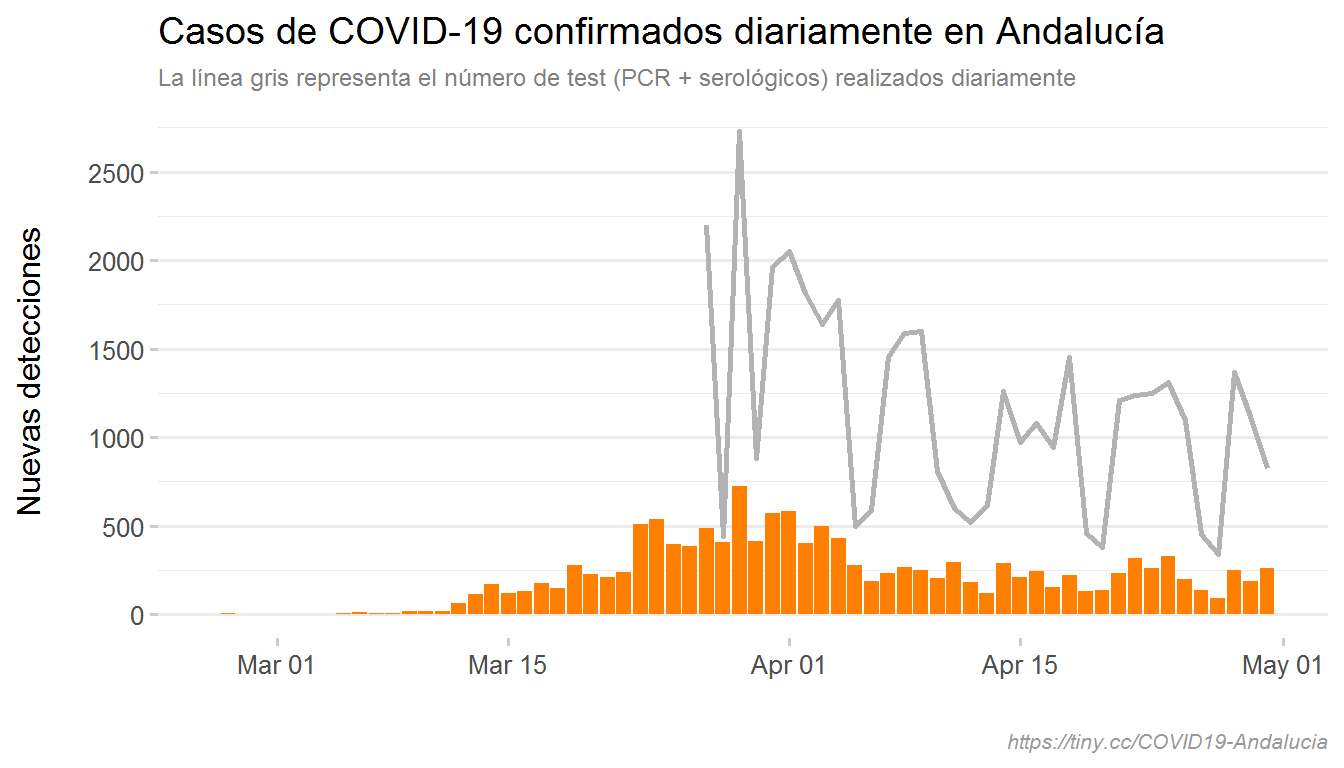 Casos de COVID-19 confirmados diariamente en Andalucía
La línea gris representa el número de test (PCR + serológicos) realizados diariamente
Nuevas detecciones
2500
2000
1500
1000
500
0
Mar 01 Mar 15 Apr 01 Apr 15 May 01
https://tiny.cc/COVID19-Andalucia